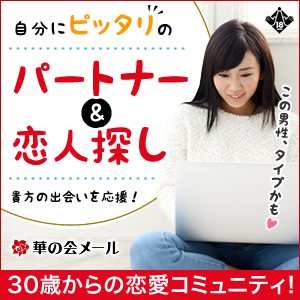 自分にピッタリの
パートナー
&
恋人探し
貴方の出会いを応援！
この男性、タイプかも
華の会メール
30歳からの恋愛コミュニティ！
18